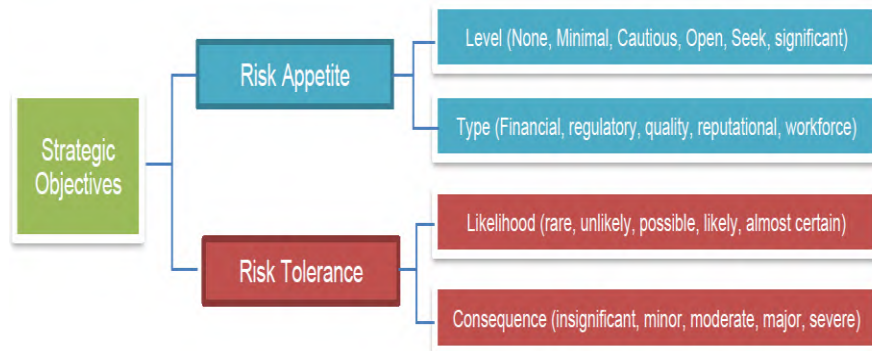 Strategic
Objectives
Risk Appetite
Level (None, Minimal, Cautious, Open, Seek, significant)
Type (Financial, regulatory, quality, reputational, workforce)
Risk Tolerance
Likelihood (rare, unlikely, possible, likely, almost certain)
Consequence (insignificant, minor, moderate, major, severe)